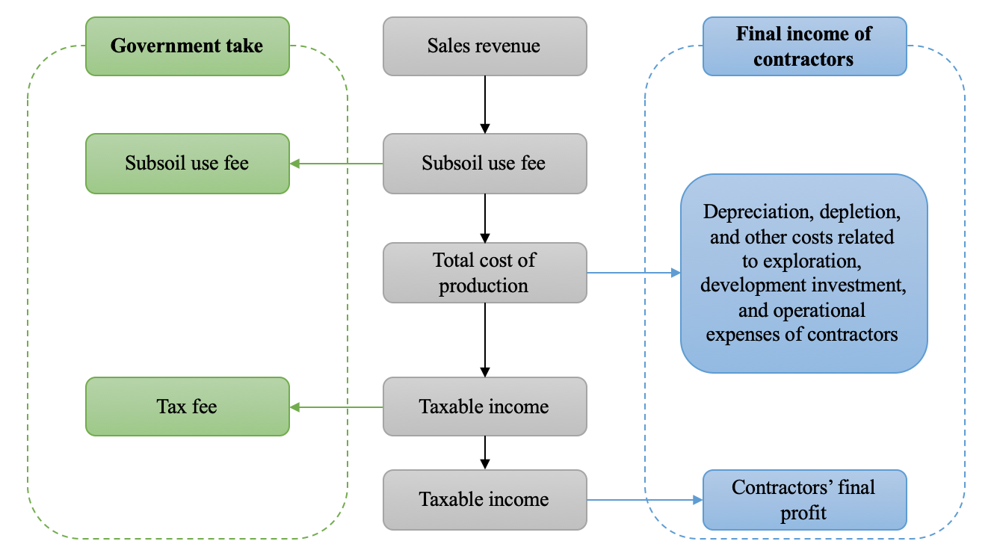 Government take
Sales revenue
Final income of
contractors
Subsoil use fee
Subsoil use fee
Depreciation, depletion,
and other costs related
to exploration,
development investment,
and operational
expenses of contractors
Total cost of
production
Tax fee
Taxable income
Taxable income
Contractors’ final
profit